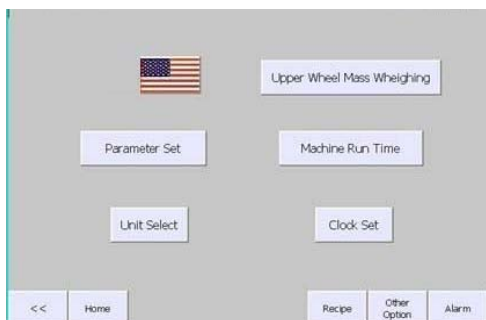 Upper Wheel Mass Wheighing
Parameter Set
Machine Run Time
Unit Select
Clock Set
<<
Home
Recipe
Other
Option
Alarm